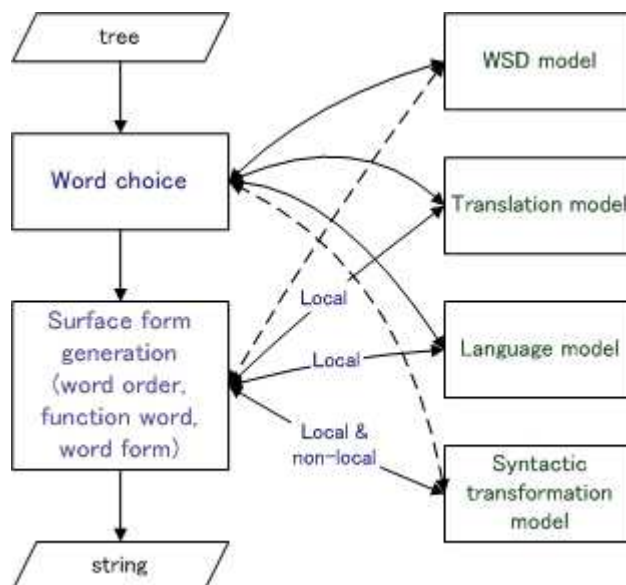 tree
Word choice
Surface form
generation
(word order,
function word,
word form)
string
Local
Local
Local &
non-local
WSD model
Translation model
Language model
Syntactic
transformation
model